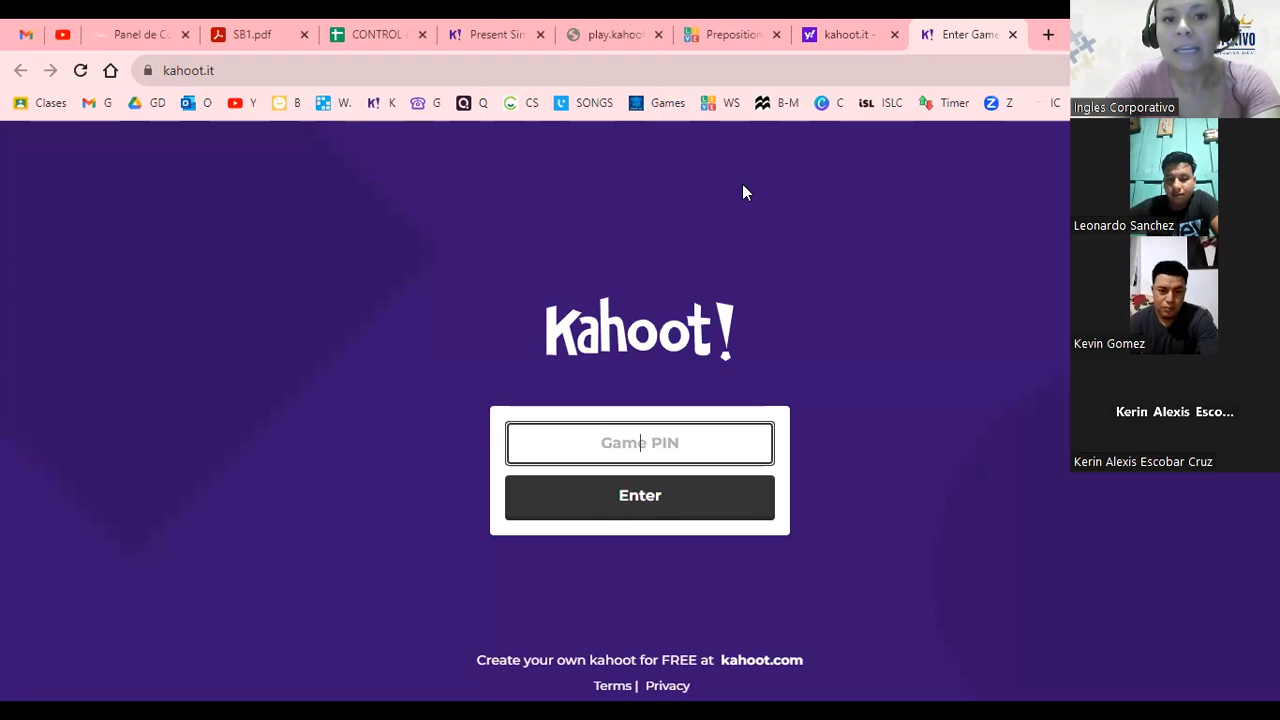 Panel de Co
SB1.pdf
CONTROL
Present Sim
play.kahoo
Preposition
kahoot.it -
Enter Game
kahoot.it
Clases
G
GD
O
Y
B
W.
K
G
Q
CS
SONGS
Games
WS
B-M
C
ISLC
Timer
Z
IC
Kahoot!
Game PIN
Enter
Create your own kahoot for FREE at kahoot.com
Terms | Privacy
Ingles Corporativo
Leonardo Sanchez
Kevin Gomez
Kerin Alexis Esco...
Kerin Alexis Escobar Cruz